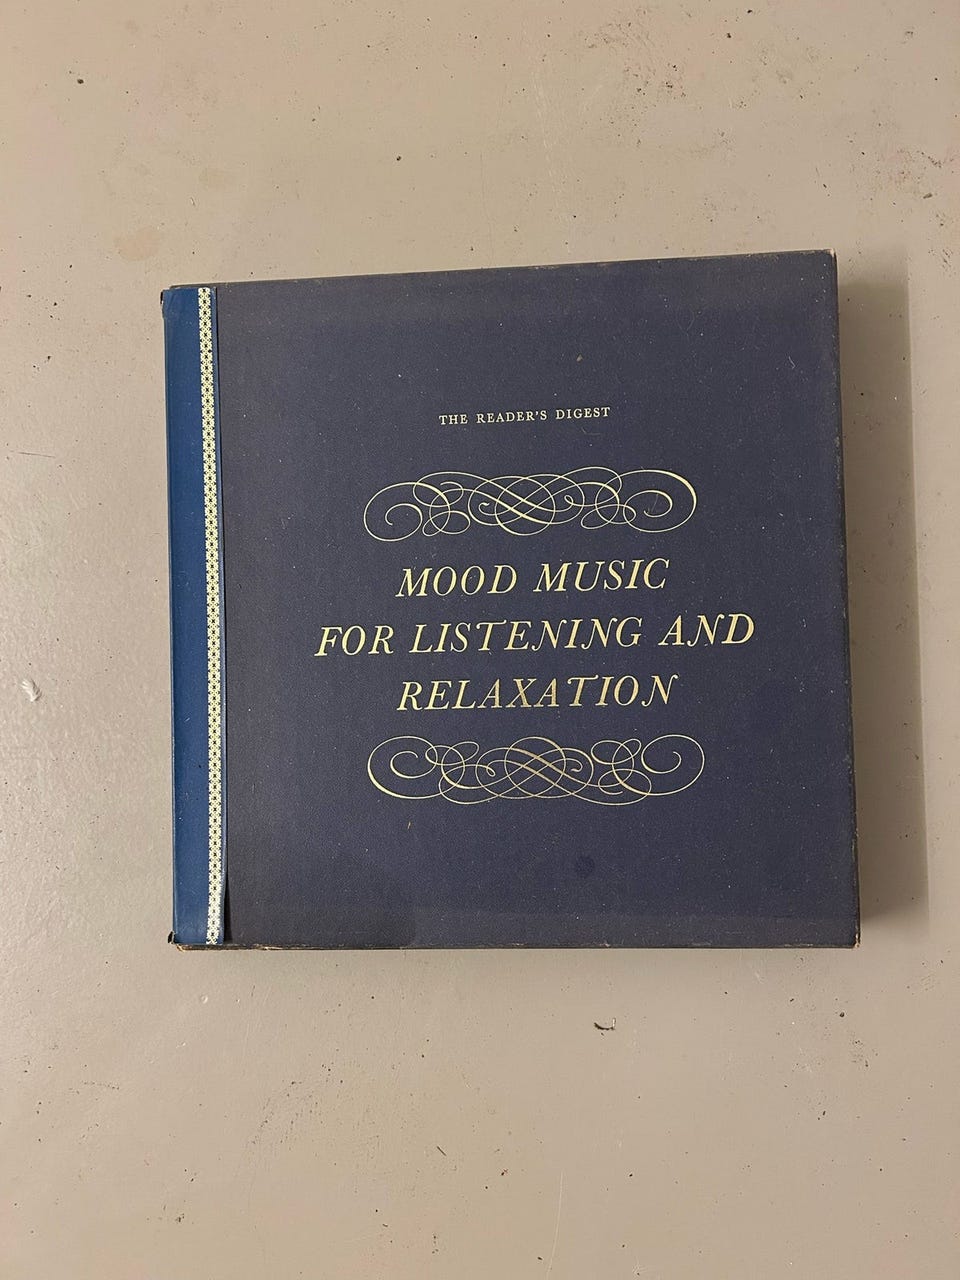 THE READER'S DIGEST
MOOD MUSIC
FOR LISTENING AND
RELAXATION